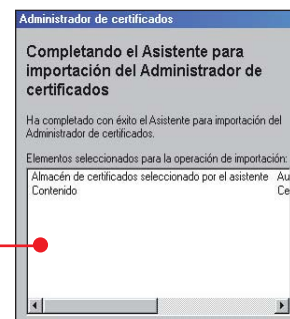 Administrador de certificados
Completando el Asistente para
importación del Administrador de
certificados
Ha completado con éxito el Asistente para importación del
Administrador de certificados.
Elementos seleccionados para la operación de importación:
Almacén de certificados seleccionado por el asistente Au
Contenido Ce